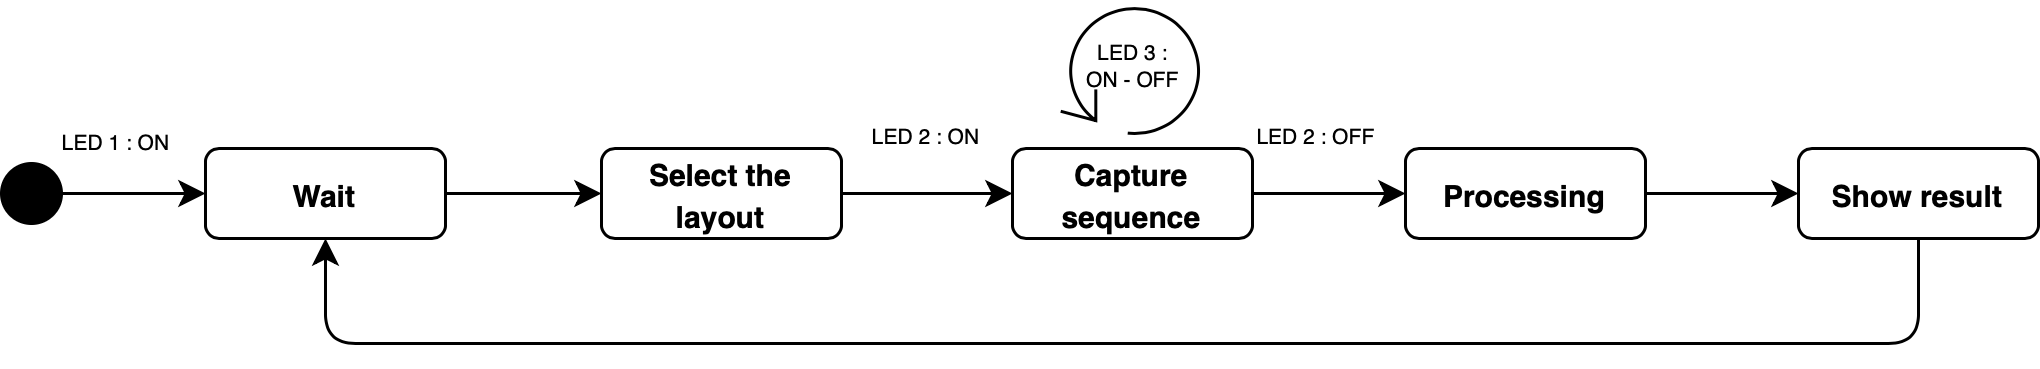 LED 3 :
ON - OFF
LED 1 : ON
LED 2 : ON
LED 2 : OFF
Wait
Select the
layout
Capture
sequence
Processing
Show result